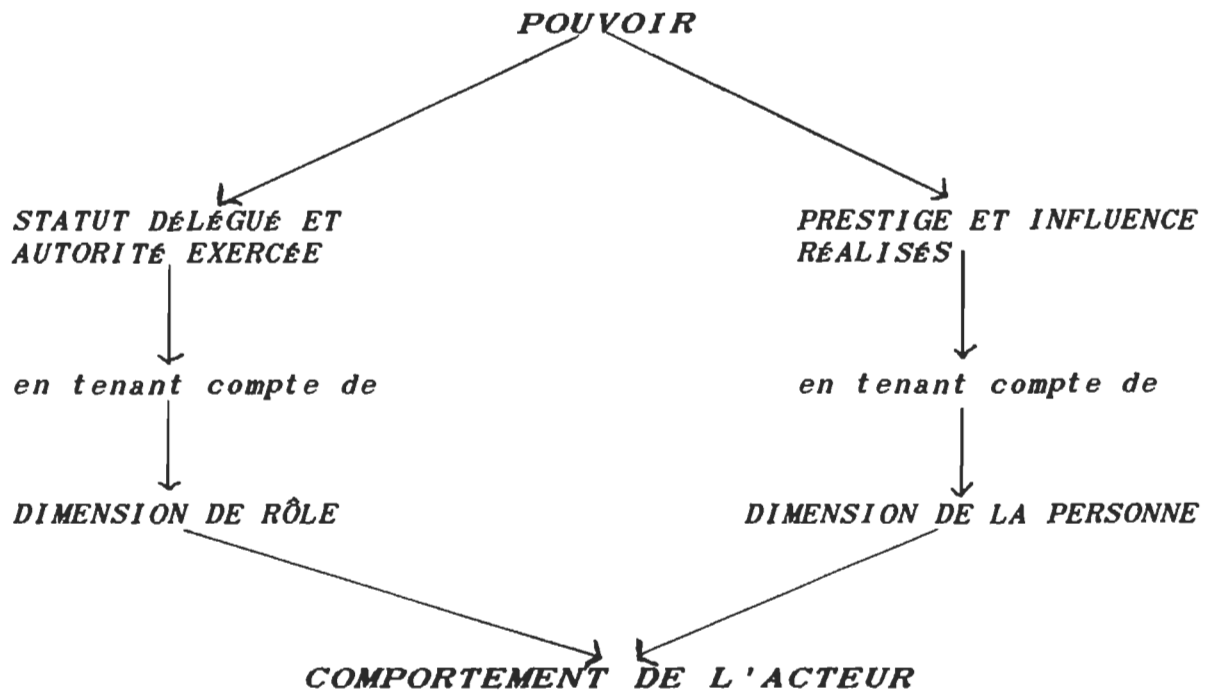 POUVOIR
STATUT DÉLÉGUÉ ET
AUTORITÉ EXERCÉE
PRESTIGE ET INFLUENCE
RÉALISÉS
en tenant compte de
en tenant compte de
DIMENSION DE RÔLE
DIMENSION DE LA PERSONNE
COMPORTEMENT DE L'ACTEUR